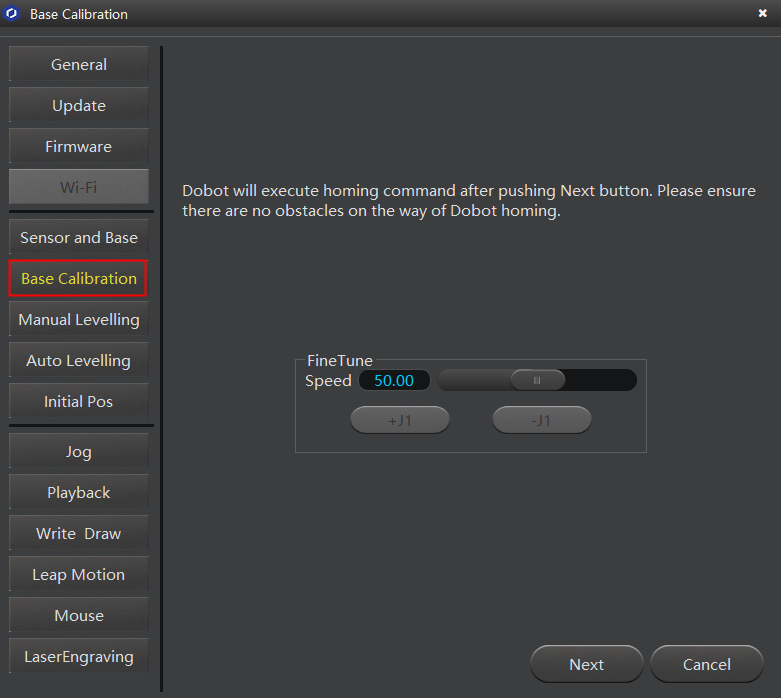 Base Calibration
General
Update
Firmware
Wi-Fi
Sensor and Base
Base Calibration
Manual Levelling
Auto Levelling
Initial Pos
Jog
Playback
Write Draw
Leap Motion
Mouse
LaserEngraving
Dobot will execute homing command after pushing Next button. Please ensure
there are no obstacles on the way of Dobot homing.
FineTune
Speed 50.00
+J1 -J1
Next Cancel